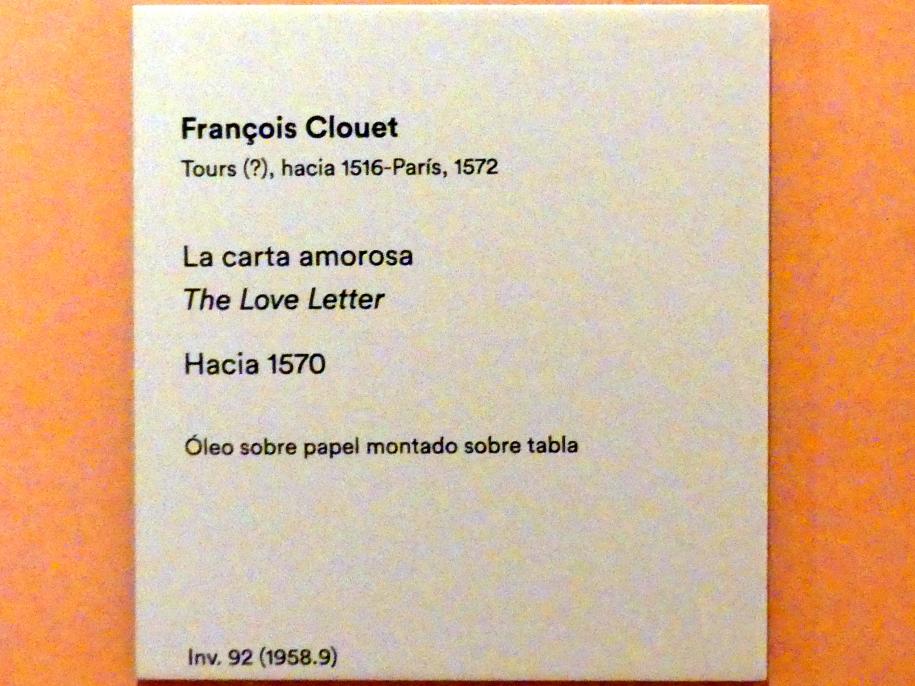 François Clouet
Tours (?), hacia 1516-París, 1572
La carta amorosa
The Love Letter
Hacia 1570
Óleo sobre papel montado sobre tabla
Inv. 92 (1958.9)